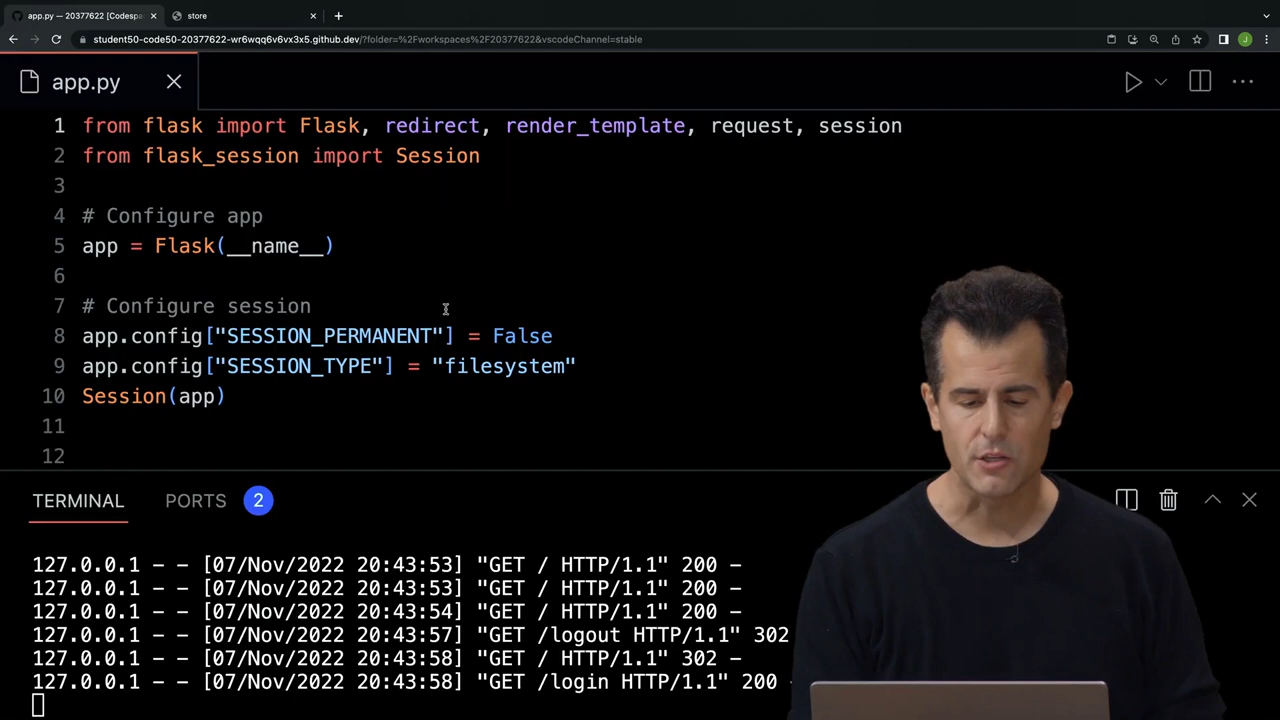 app.py — 20377622 [Codespa
store
student50-code50-20377622-wr6wqq6v6vx3x5.github.dev/?folder=%2Fworkspaces%2F20377622&vscodeChannel=stable
J
app.py
1 from flask import Flask, redirect, render_template, request, session
2 from flask_session import Session
3
4 # Configure app
5 app = Flask(__name__)
6
7 # Configure session
8 app.config["SESSION_PERMANENT"] = False
9 app.config["SESSION_TYPE"] = "filesystem"
10 Session(app)
11
12
TERMINAL PORTS 2
127.0.0.1 - - [07/Nov/2022 20:43:53] "GET / HTTP/1.1" 200 -
127.0.0.1 - - [07/Nov/2022 20:43:53] "GET / HTTP/1.1" 200 -
127.0.0.1 - - [07/Nov/2022 20:43:54] "GET / HTTP/1.1" 200 -
127.0.0.1 - - [07/Nov/2022 20:43:57] "GET /logout HTTP/1.1" 302
127.0.0.1 - - [07/Nov/2022 20:43:58] "GET / HTTP/1.1" 302 -
127.0.0.1 - - [07/Nov/2022 20:43:58] "GET /login HTTP/1.1" 200 -